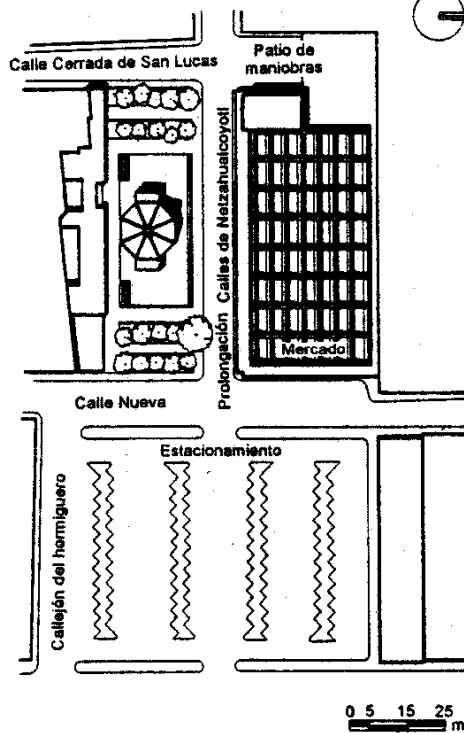 Calle Cerrada de San Lucas
Patio de
maniobras
Prolongación Calles de Netzahualcoyotl
Mercado
Calle Nueva
Estacionamiento
Callejón del hormiguero
0 5 15 25
m